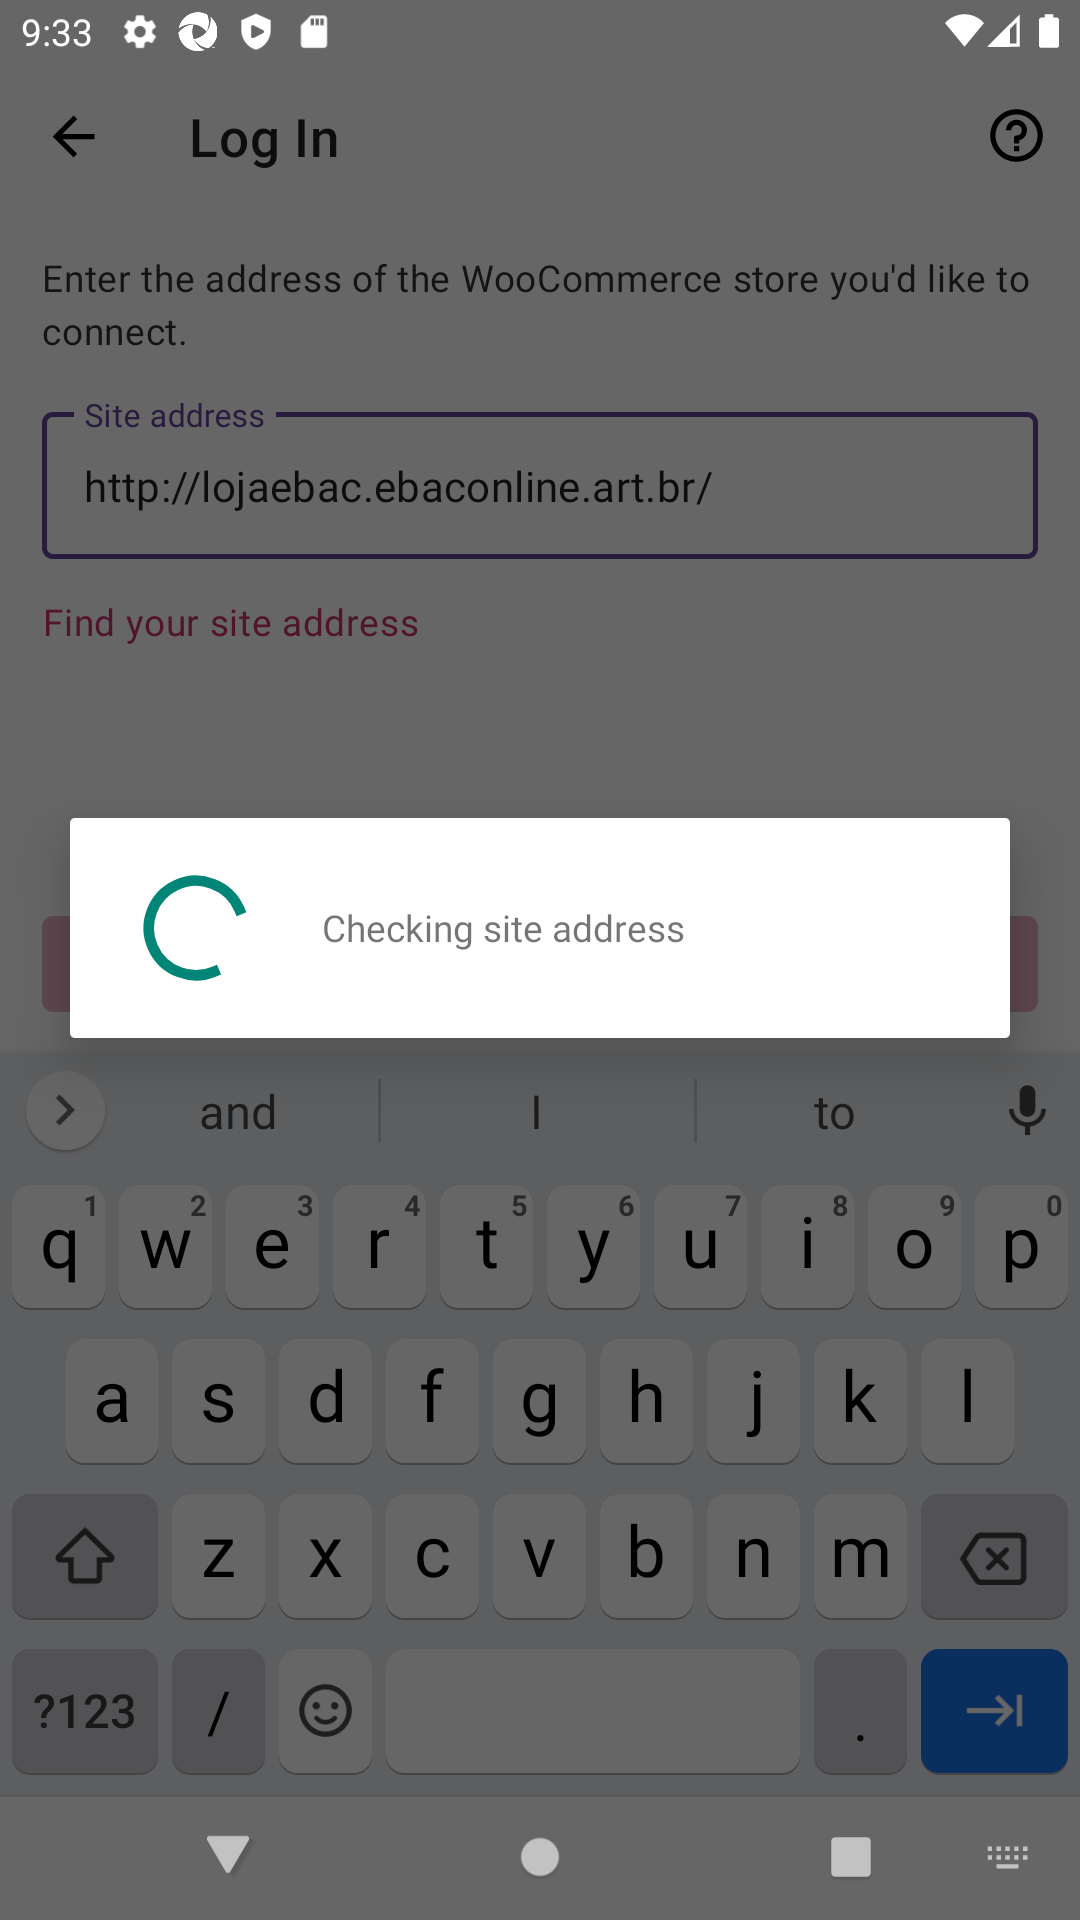 9:33
Log In
Enter the address of the WooCommerce store you'd like to
connect.
Site address
http://lojaebac.ebaconline.art.br/
Find your site address
Checking site address
and I to
1 2 3 4 5 6 7 8 9 0
q w e r t y u i o p
a s d f g h j k l
z x c v b n m
?123 / .